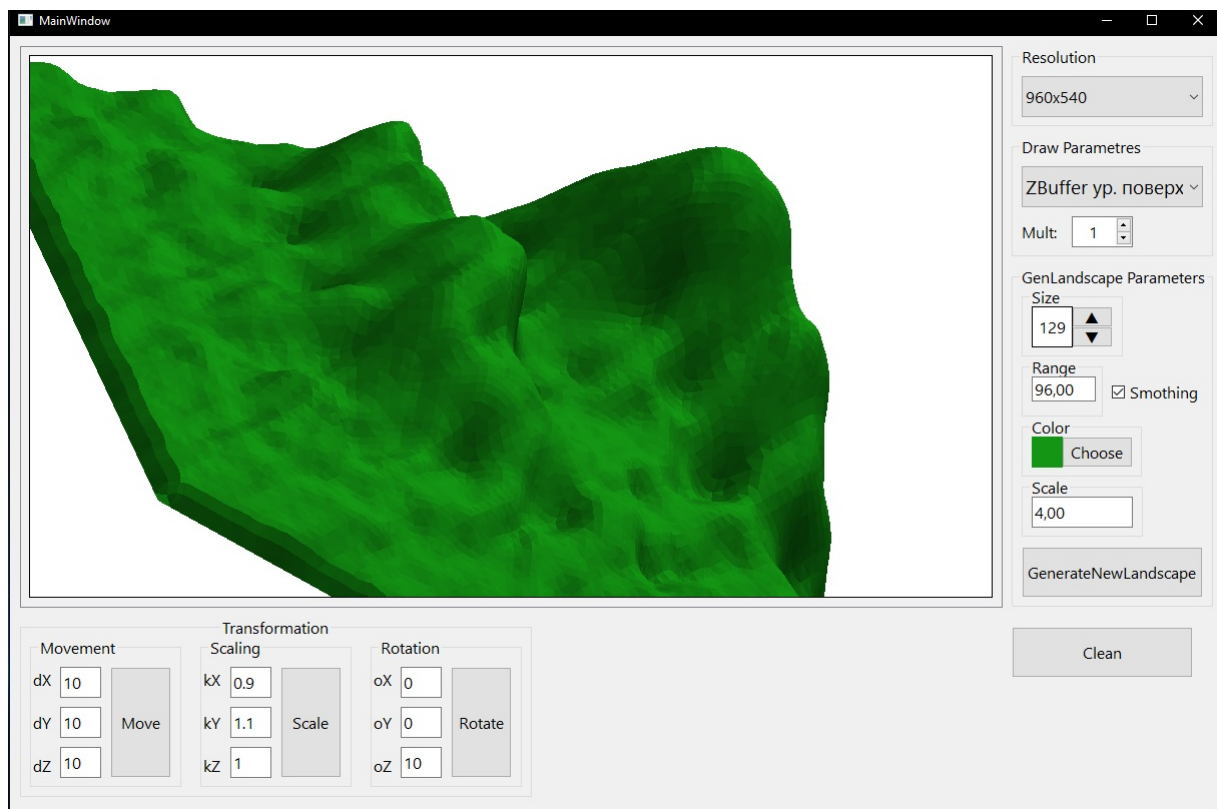 MainWindow
Resolution
960x540
Draw Parametres
ZBuffer ур. поверх
Mult: 1
GenLandscape Parameters
Size
129
Range
96,00
Smothing
Color
Choose
Scale
4,00
GenerateNewLandscape
Clean
Transformation
Movement
dX 10
dY 10
dZ 10
Move
Scaling
kX 0.9
kY 1.1
kZ 1
Scale
Rotation
oX 0
oY 0
oZ 10
Rotate